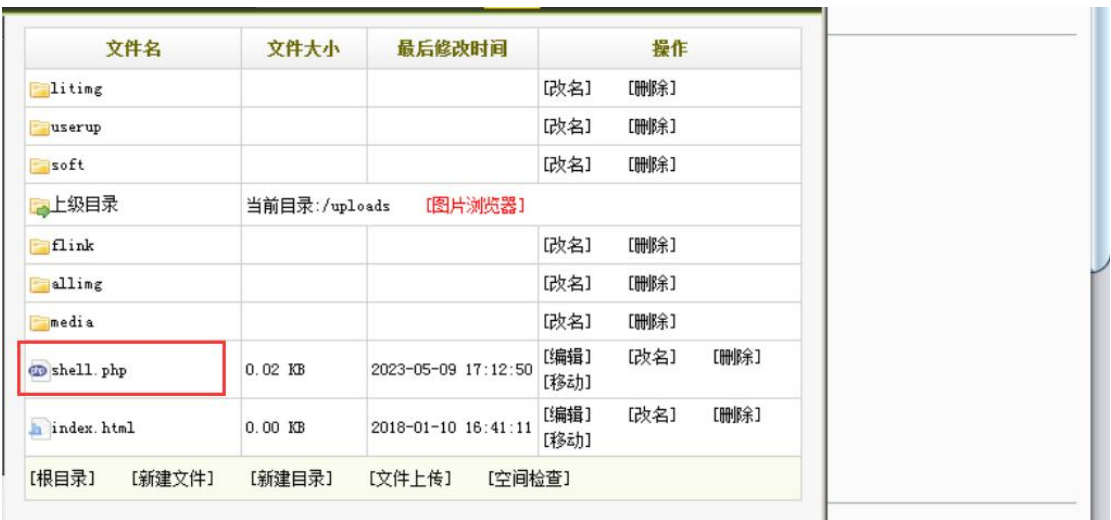 文件名 文件大小 最后修改时间 操作
litimg [改名] [删除]
userup [改名] [删除]
soft [改名] [删除]
上级目录 当前目录:/uploads [图片浏览器]
flink [改名] [删除]
allimg [改名] [删除]
media [改名] [删除]
shell.php 0.02 KB 2023-05-09 17:12:50 [编辑] [改名] [删除]
[移动]
index.html 0.00 KB 2018-01-10 16:41:11 [编辑] [改名] [删除]
[移动]
[根目录] [新建文件] [新建目录] [文件上传] [空间检查]